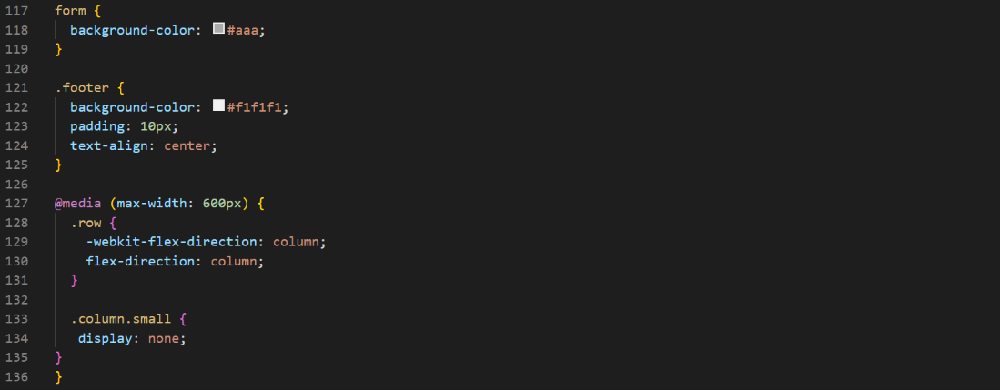 117 form {
118   background-color: #aaa;
119 }
120
121 .footer {
122   background-color: #f1f1f1;
123   padding: 10px;
124   text-align: center;
125 }
126
127 @media (max-width: 600px) {
128   .row {
129     -webkit-flex-direction: column;
130     flex-direction: column;
131   }
132
133   .column.small {
134    display: none;
135 }
136 }